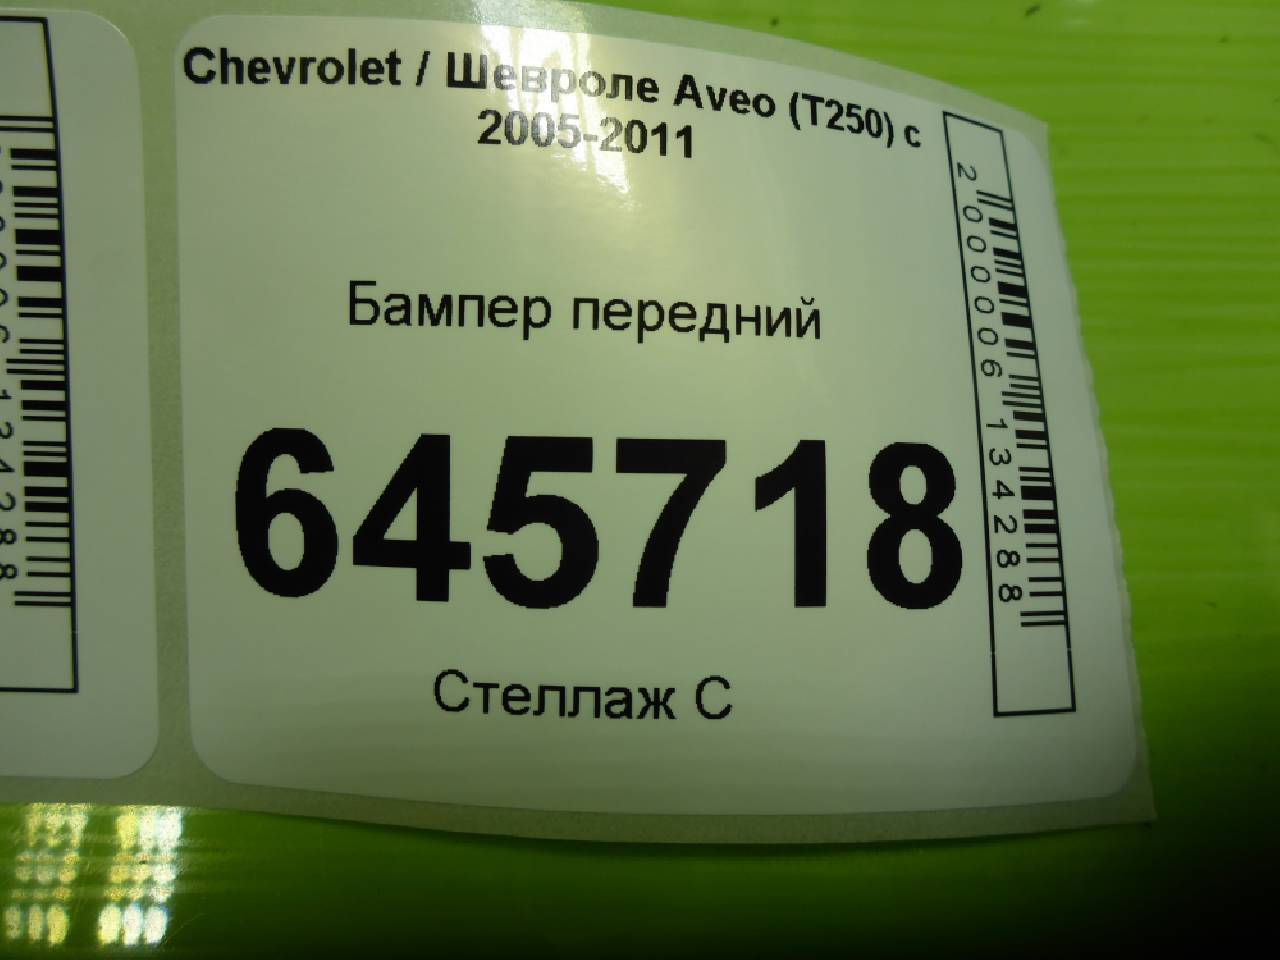 Chevrolet / Шевроле Aveo (T250) с
2005-2011
Бампер передний
645718
Стеллаж С
2000006134288